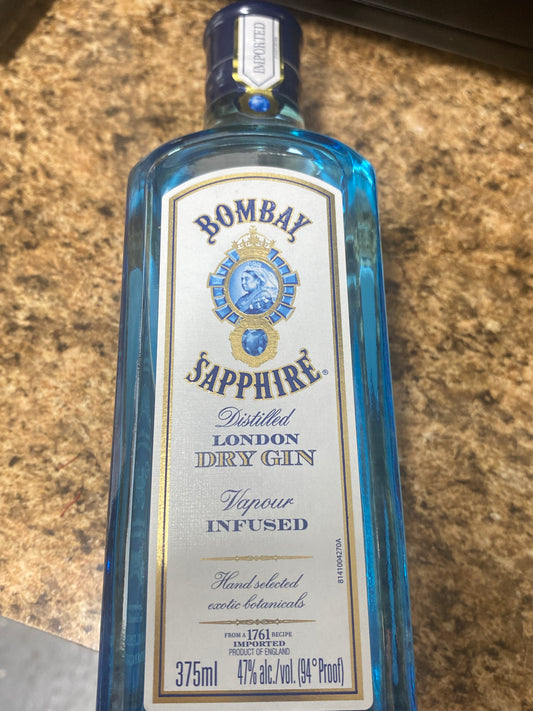 IMPORTED
BOMBAY
SAPPHIRE®
Distilled
LONDON
DRY GIN
Vapour
INFUSED
Hand selected
exotic botanicals
FROM A 1761 RECIPE
IMPORTED
PRODUCT OF ENGLAND
375ml 47% alc./vol. (94° Proof)
8141004270A